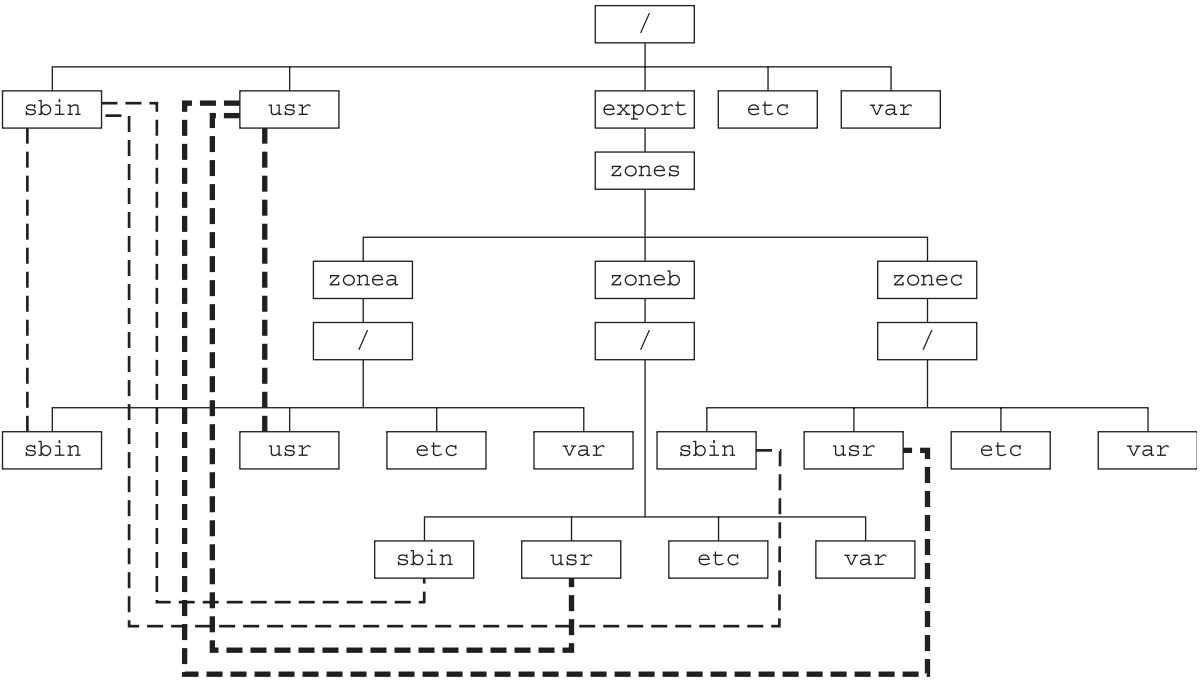 /
sbin usr export etc var
zones
zonea zoneb zonec
/ / /
sbin usr etc var sbin usr etc var
sbin usr etc var